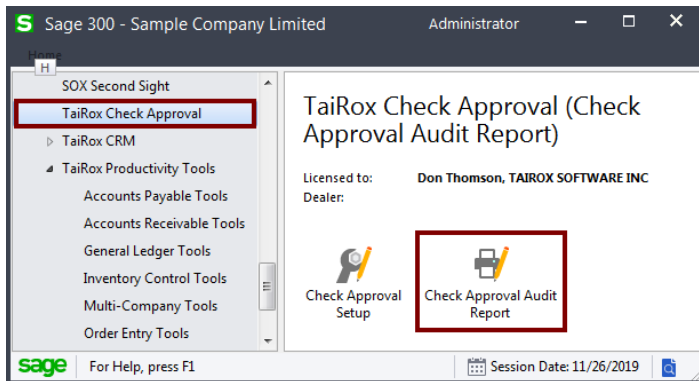 S Sage 300 - Sample Company Limited
Administrator
Home
H
SOX Second Sight
TaiRox Check Approval
TaiRox CRM
TaiRox Productivity Tools
Accounts Payable Tools
Accounts Receivable Tools
General Ledger Tools
Inventory Control Tools
Multi-Company Tools
Order Entry Tools
TaiRox Check Approval (Check
Approval Audit Report)
Licensed to: Don Thomson, TAIROX SOFTWARE INC
Dealer:
Check Approval
Setup
Check Approval Audit
Report
sage For Help, press F1
Session Date: 11/26/2019